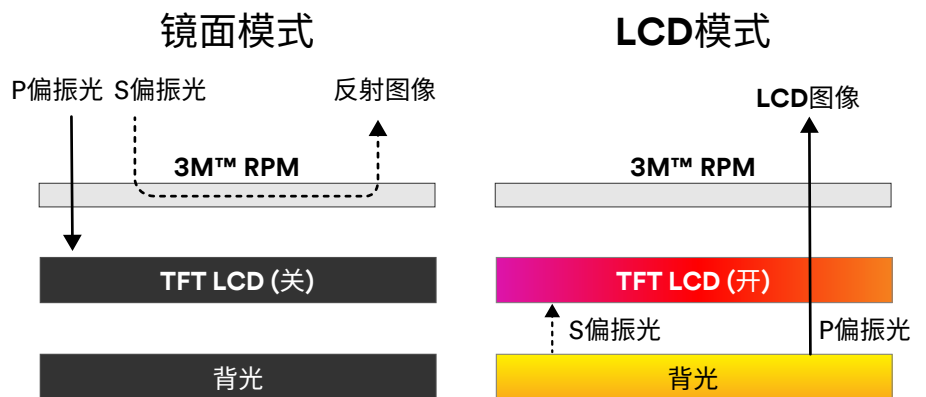 镜面模式
P偏振光 S偏振光 反射图像
3M™ RPM
TFT LCD (关)
背光
LCD模式
LCD图像
3M™ RPM
TFT LCD (开)
S偏振光 P偏振光
背光